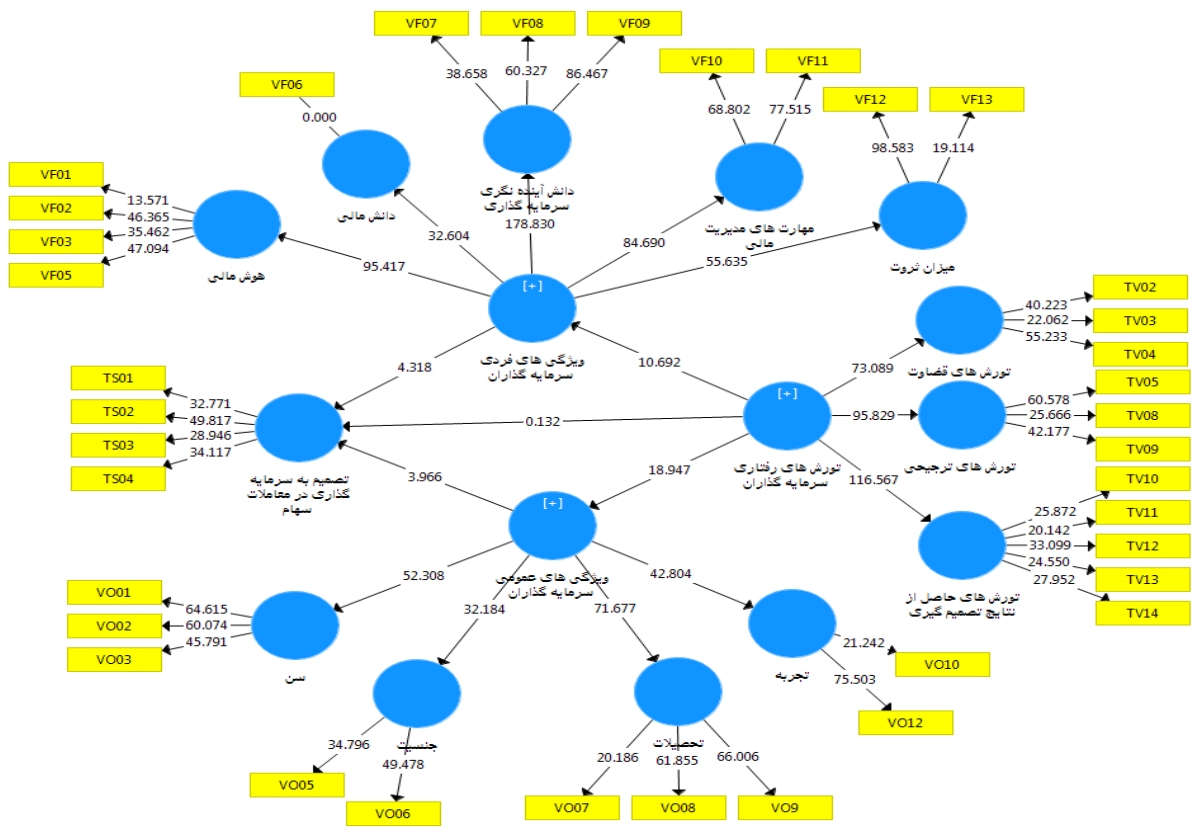 VF07
VF08
VF09
38.658
60.327
86.467
VF10
VF11
68.802
77.515
VF06
0.000
VF12
VF13
98.583
19.114
VF01
VF02
VF03
VF05
13.571
46.365
35.462
47.094
هوش مالی
دانش مالی
دانش آینده نگری
سرمایه گذاری
مهارت های مدیریت
مالی
میزان ثروت
95.417
32.604
178.830
84.690
55.635
[+]
ویژگی های فردی
سرمایه گذاران
4.318
10.692
TV02
TV03
TV04
40.223
22.062
55.233
تورش های قضاوت
73.089
TS01
TS02
TS03
TS04
32.771
49.817
28.946
34.117
تصمیم به سرمایه
گذاری در معاملات
سهام
0.132
[+]
تورش های رفتاری
سرمایه گذاران
95.829
TV05
TV08
TV09
60.578
25.666
42.177
تورش های ترجیحی
116.567
TV10
TV11
TV12
TV13
TV14
25.872
20.142
33.099
24.550
27.952
تورش های حاصل از
نتایج تصمیم گیری
3.966
18.947
[+]
ویژگی های عمومی
سرمایه گذاران
52.308
32.184
71.677
42.804
VO01
VO02
VO03
64.615
60.074
45.791
سن
جنسیت
34.796
49.478
VO05
VO06
تحصیلات
20.186
61.855
66.006
VO07
VO08
VO9
تجربه
21.242
75.503
VO10
VO12